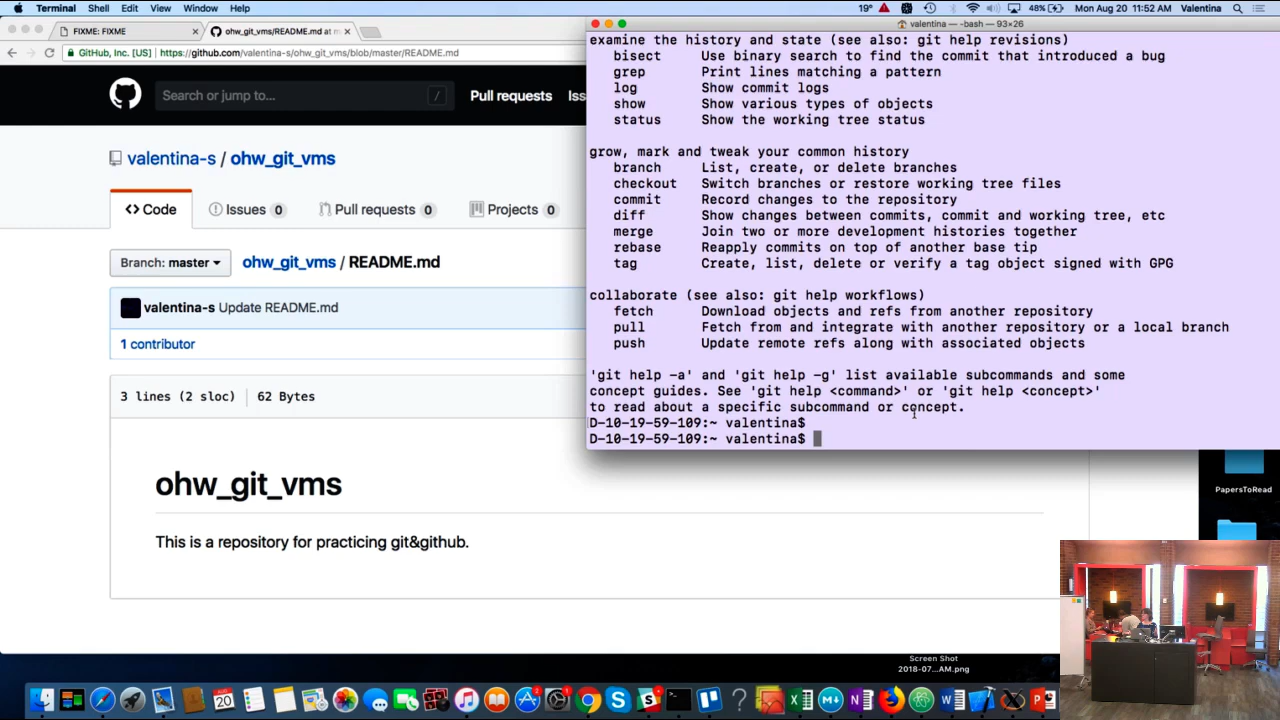 Terminal Shell Edit View Window Help
19° 48% Mon Aug 20 11:52 AM Valentina
FIXME: FIXME
ohw_git_vms/README.md at m
GitHub, Inc. [US] https://github.com/valentina-s/ohw_git_vms/blob/master/README.md
Search or jump to... /
Pull requests Iss
valentina-s / ohw_git_vms
<> Code
Issues 0
Pull requests 0
Projects 0
Branch: master
ohw_git_vms / README.md
valentina-s Update README.md
1 contributor
3 lines (2 sloc) 62 Bytes
ohw_git_vms
This is a repository for practicing git&github.
valentina — -bash — 93×26
examine the history and state (see also: git help revisions)
bisect Use binary search to find the commit that introduced a bug
grep Print lines matching a pattern
log Show commit logs
show Show various types of objects
status Show the working tree status
grow, mark and tweak your common history
branch List, create, or delete branches
checkout Switch branches or restore working tree files
commit Record changes to the repository
diff Show changes between commits, commit and working tree, etc
merge Join two or more development histories together
rebase Reapply commits on top of another base tip
tag Create, list, delete or verify a tag object signed with GPG
collaborate (see also: git help workflows)
fetch Download objects and refs from another repository
pull Fetch from and integrate with another repository or a local branch
push Update remote refs along with associated objects
'git help -a' and 'git help -g' list available subcommands and some
concept guides. See 'git help <command>' or 'git help <concept>'
to read about a specific subcommand or concept.
D-10-19-59-109:~ valentina$
D-10-19-59-109:~ valentina$
PapersToRead
Screen Shot
2018-07...AM.png